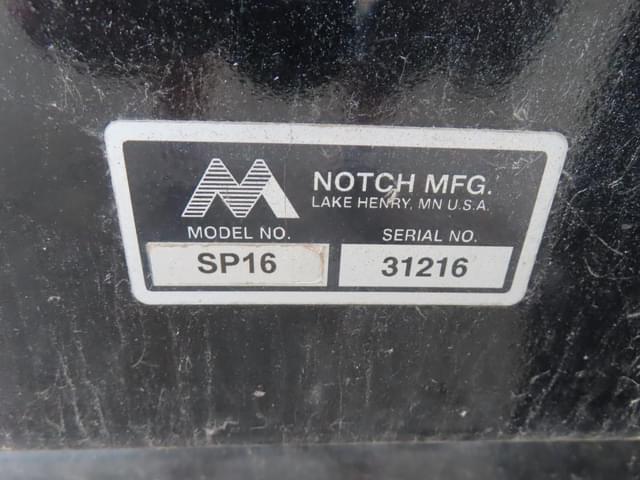 NOTCH MFG.
LAKE HENRY, MN U.S.A.
MODEL NO.
SERIAL NO.
SP16
31216